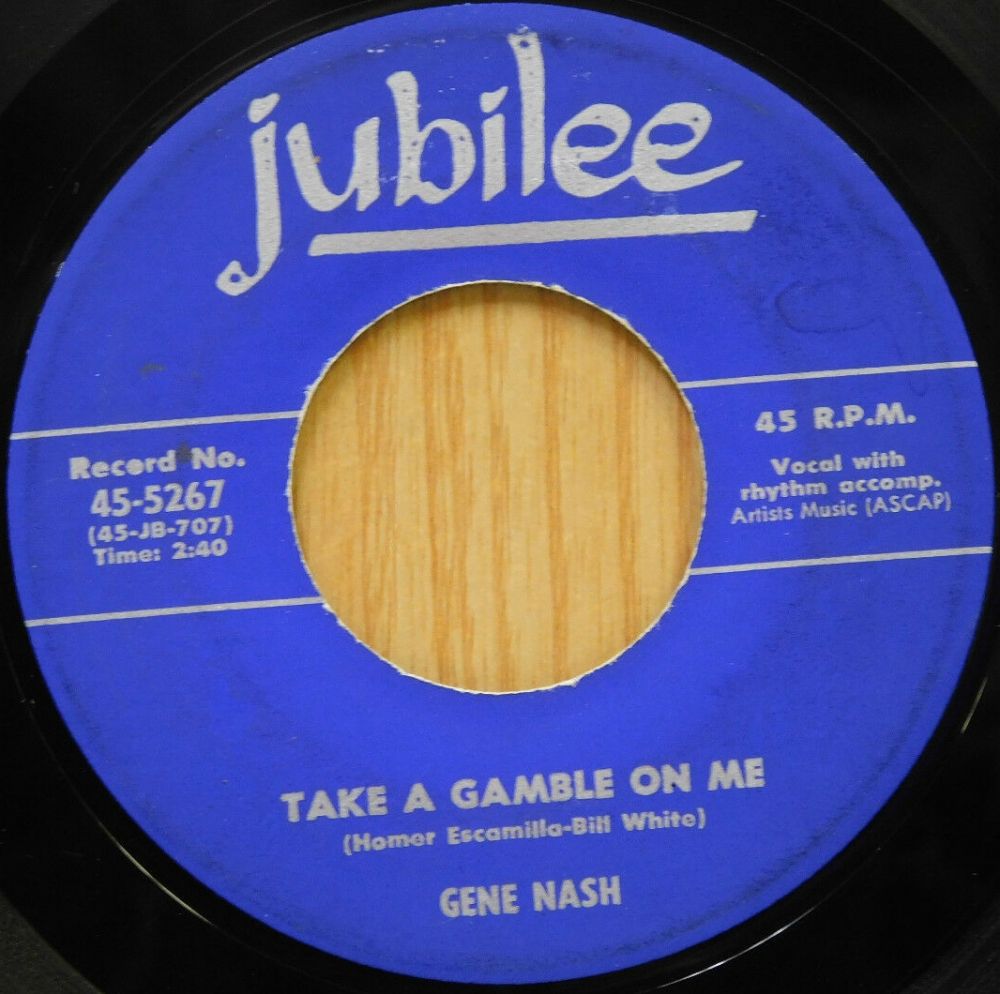 jubilee
Record No.
45-5267
(45-JB-707)
Time: 2:40
45 R.P.M.
Vocal with
rhythm accomp.
Artists Music (ASCAP)
TAKE A GAMBLE ON ME
(Homer Escamilla-Bill White)
GENE NASH